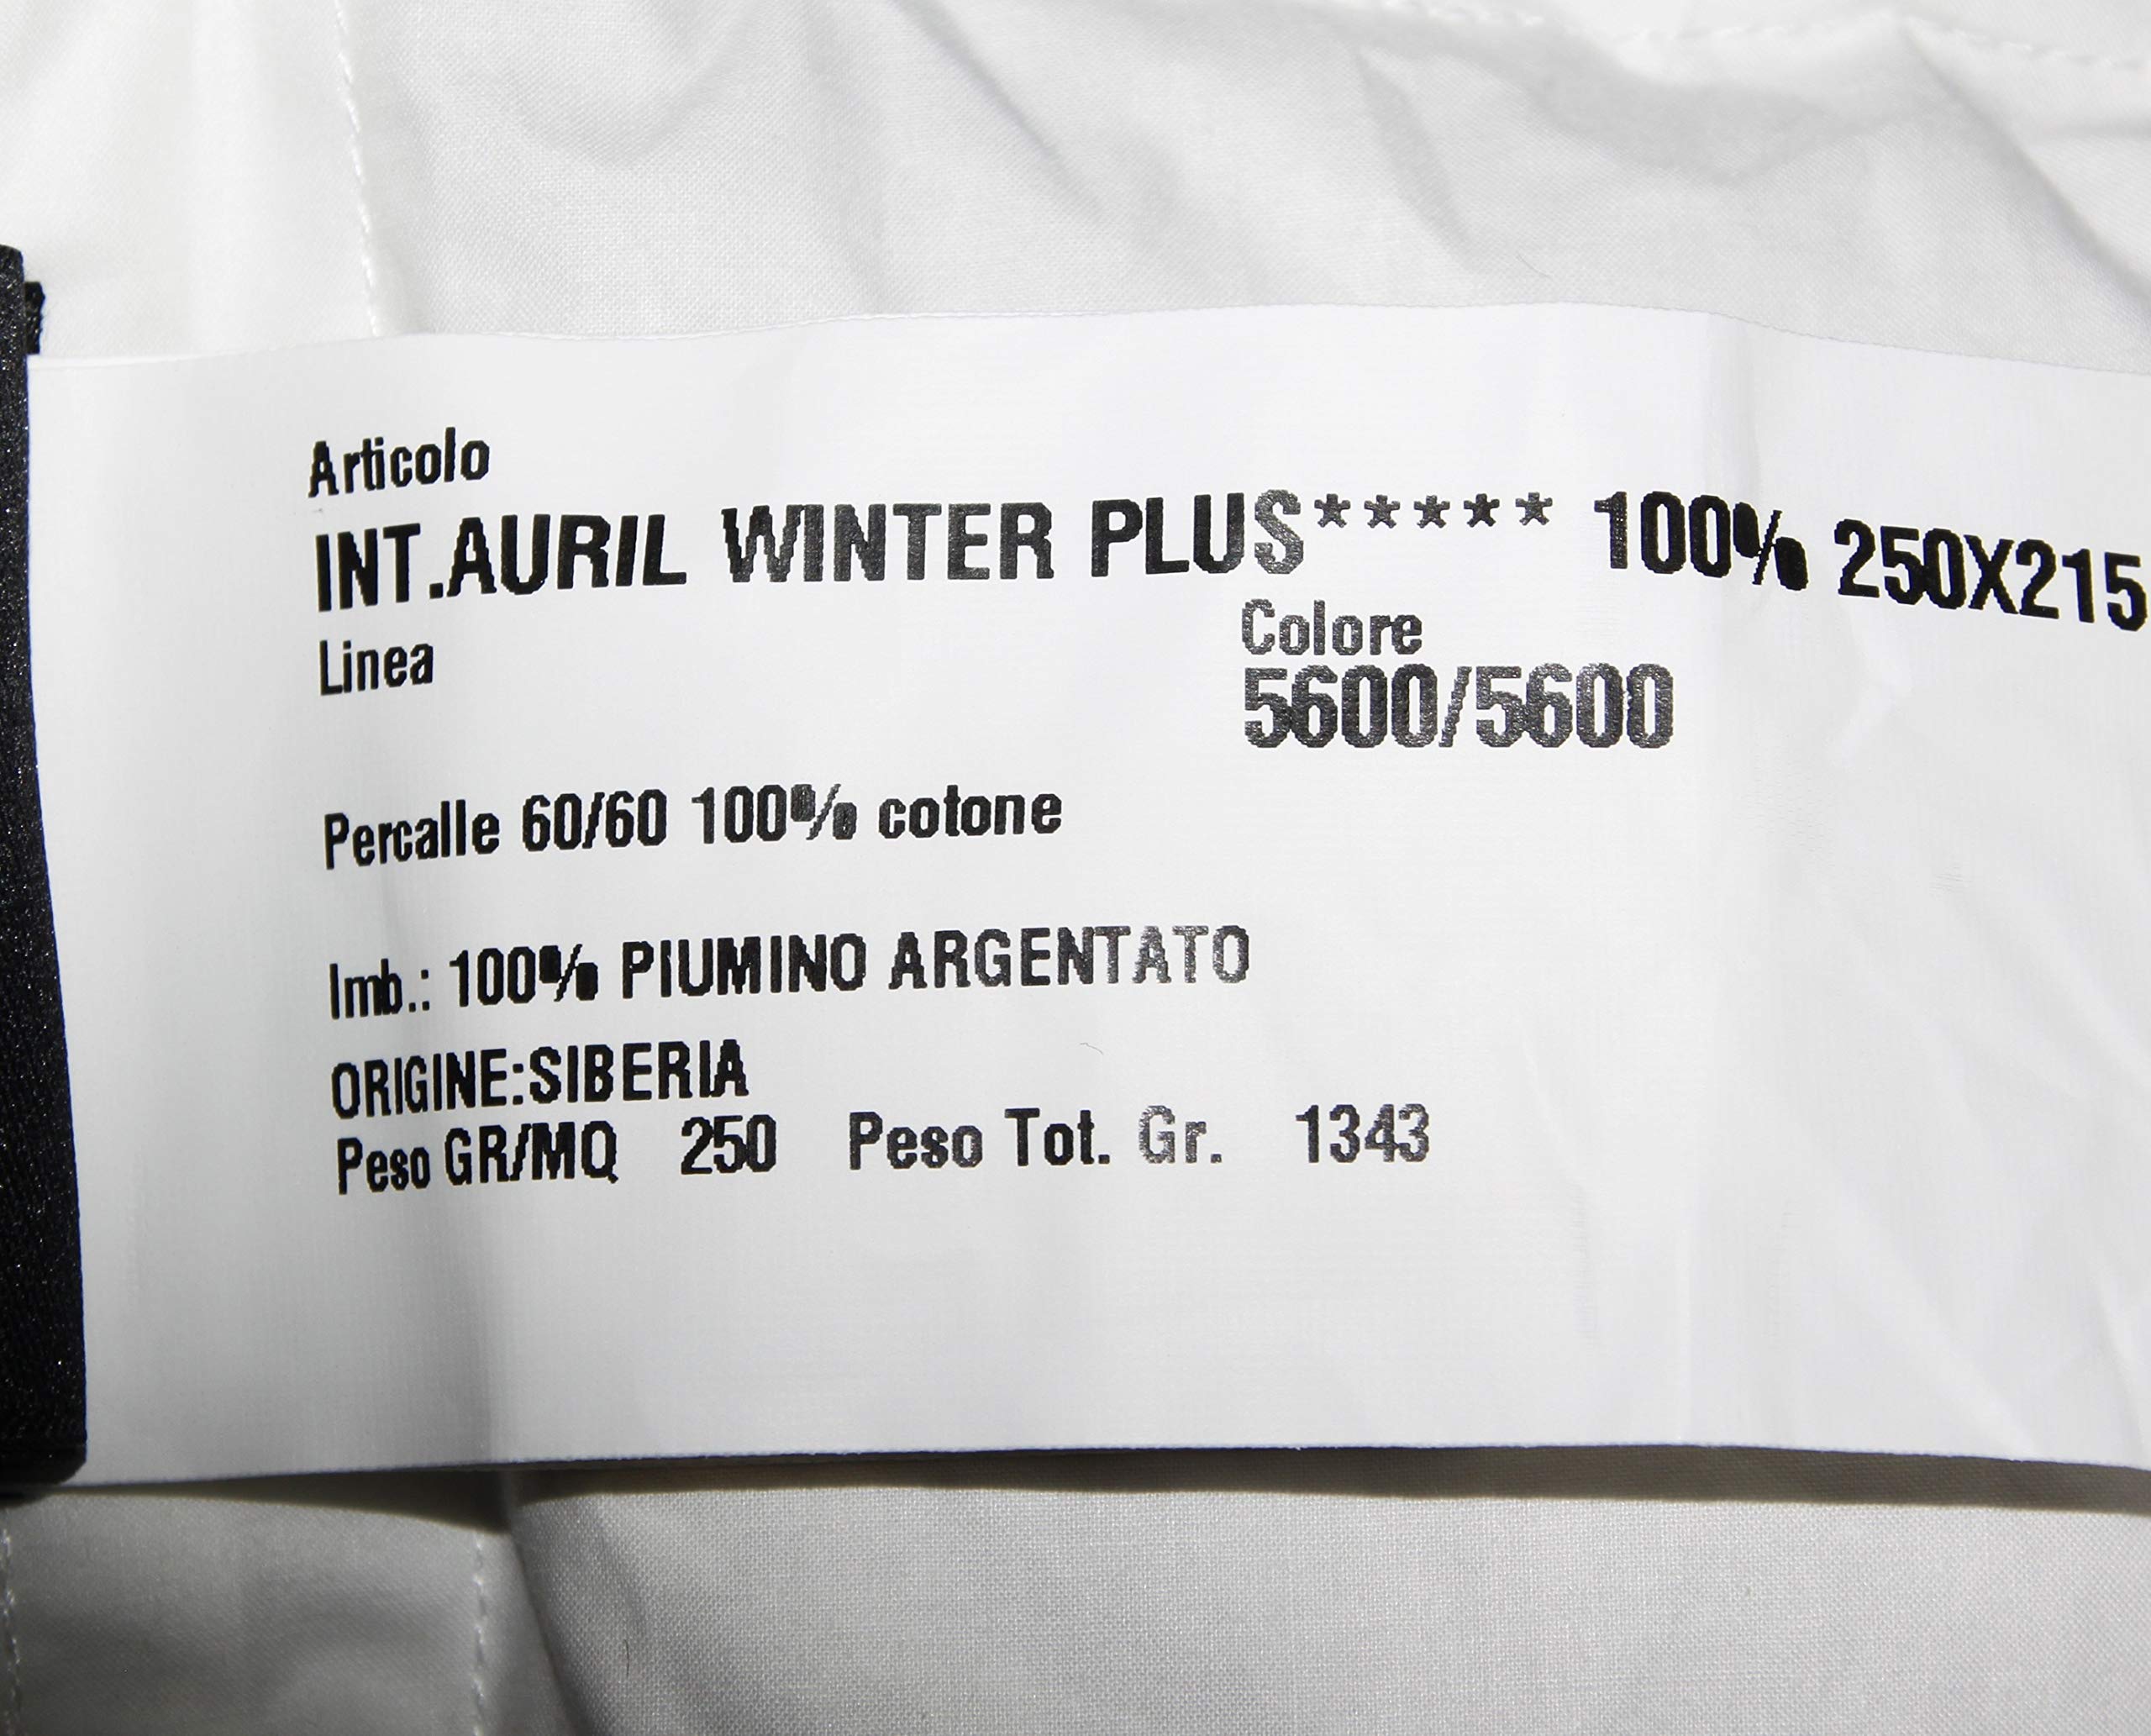 Articolo
INT.AURIL WINTER PLUS***** 100% 250X215
Linea
Colore
5600/5600
Percalle 60/60 100% cotone
Imb.: 100% PIUMINO ARGENTATO
ORIGINE:SIBERIA
Peso GR/MQ 250 Peso Tot. Gr. 1343